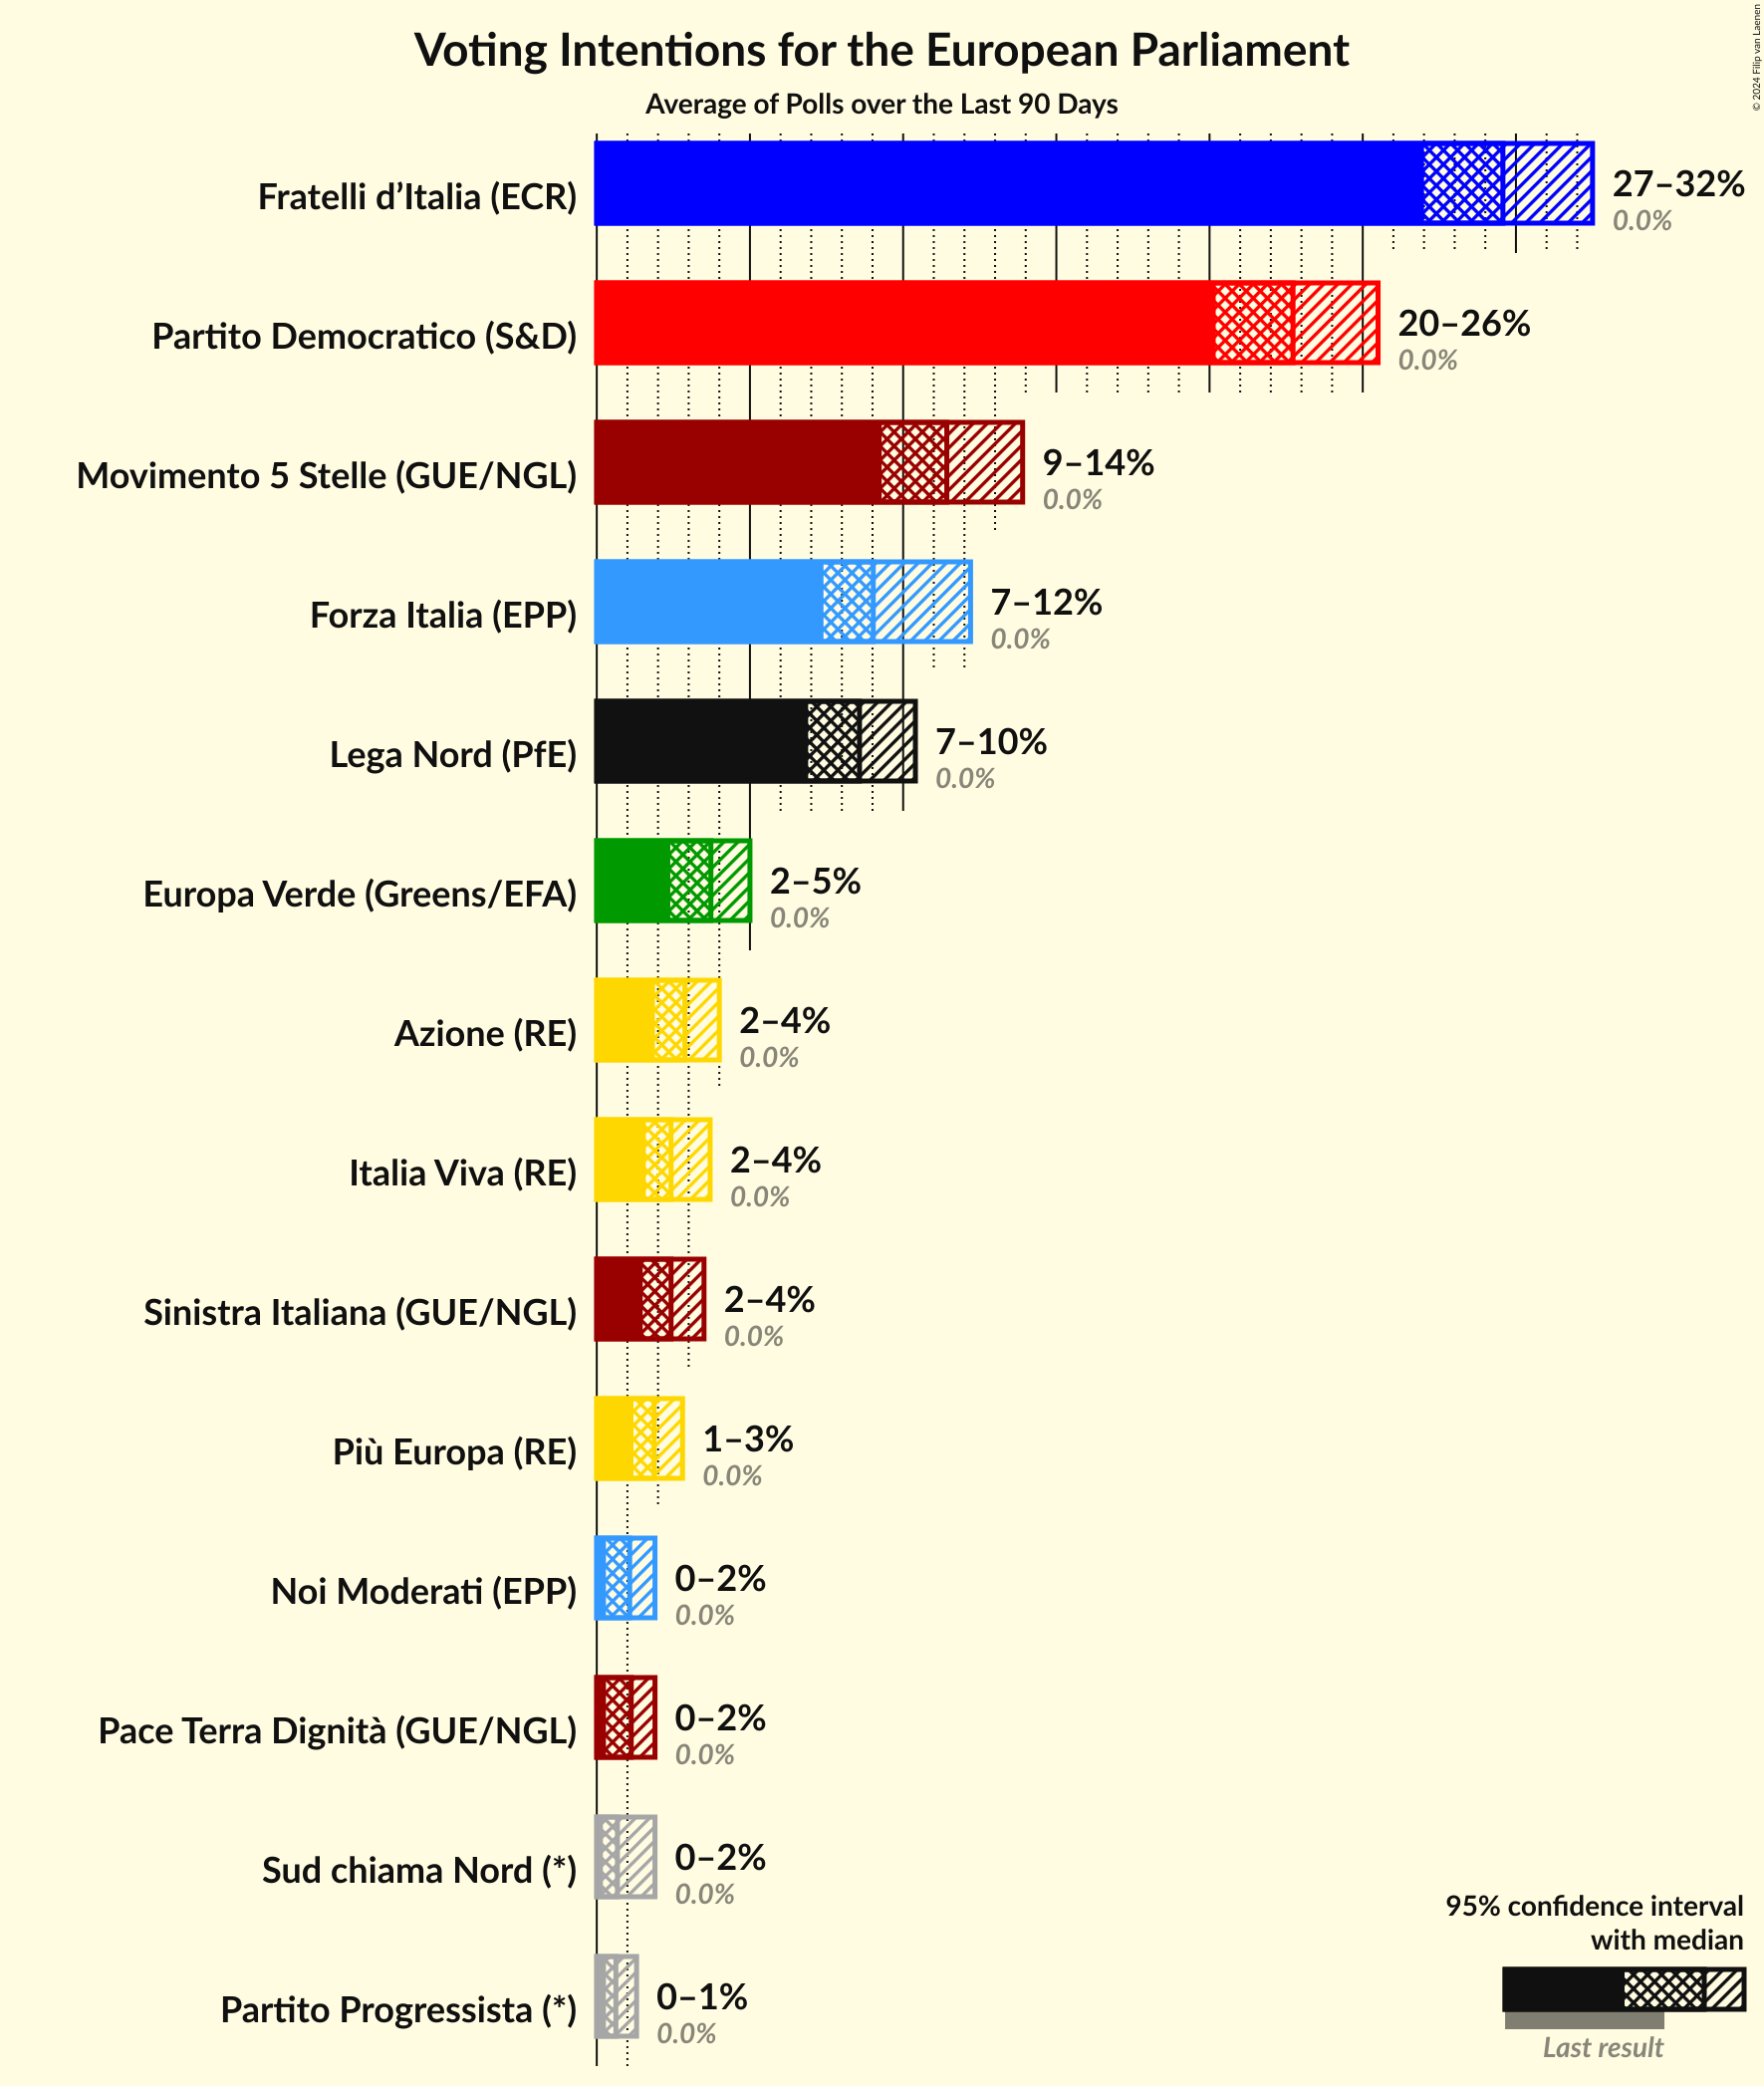 Voting Intentions for the European Parliament
Average of Polls over the Last 90 Days
© 2024 Filip van Laenen
Fratelli d’Italia (ECR)
27–32%
0.0%
Partito Democratico (S&D)
20–26%
0.0%
Movimento 5 Stelle (GUE/NGL)
9–14%
0.0%
Forza Italia (EPP)
7–12%
0.0%
Lega Nord (PfE)
7–10%
0.0%
Europa Verde (Greens/EFA)
2–5%
0.0%
Azione (RE)
2–4%
0.0%
Italia Viva (RE)
2–4%
0.0%
Sinistra Italiana (GUE/NGL)
2–4%
0.0%
Più Europa (RE)
1–3%
0.0%
Noi Moderati (EPP)
0–2%
0.0%
Pace Terra Dignità (GUE/NGL)
0–2%
0.0%
Sud chiama Nord (*)
0–2%
0.0%
Partito Progressista (*)
0–1%
0.0%
95% confidence interval
with median
Last result